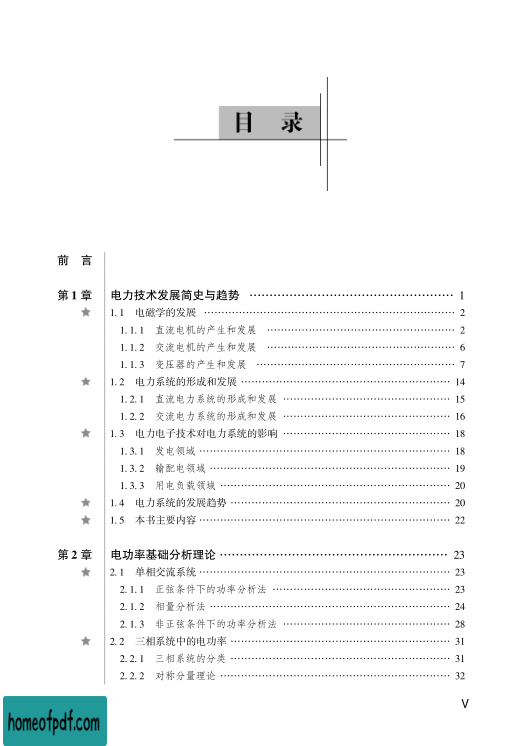 目 录
前 言
第 1 章 电力技术发展简史与趋势 …… 1
★ 1.1 电磁学的发展 …… 2
1.1.1 直流电机的产生和发展 …… 2
1.1.2 交流电机的产生和发展 …… 6
1.1.3 变压器的产生和发展 …… 7
★ 1.2 电力系统的形成和发展 …… 14
1.2.1 直流电力系统的形成和发展 …… 15
1.2.2 交流电力系统的形成和发展 …… 16
★ 1.3 电力电子技术对电力系统的影响 …… 18
1.3.1 发电领域 …… 18
1.3.2 输配电领域 …… 19
1.3.3 用电负载领域 …… 20
★ 1.4 电力系统的发展趋势 …… 20
★ 1.5 本书主要内容 …… 22
第 2 章 电功率基础分析理论 …… 23
★ 2.1 单相交流系统 …… 23
2.1.1 正弦条件下的功率分析法 …… 23
2.1.2 相量分析法 …… 24
2.1.3 非正弦条件下的功率分析法 …… 28
★ 2.2 三相系统中的电功率 …… 31
2.2.1 三相系统的分类 …… 31
2.2.2 对称分量理论 …… 32
V
homeofpdf.com